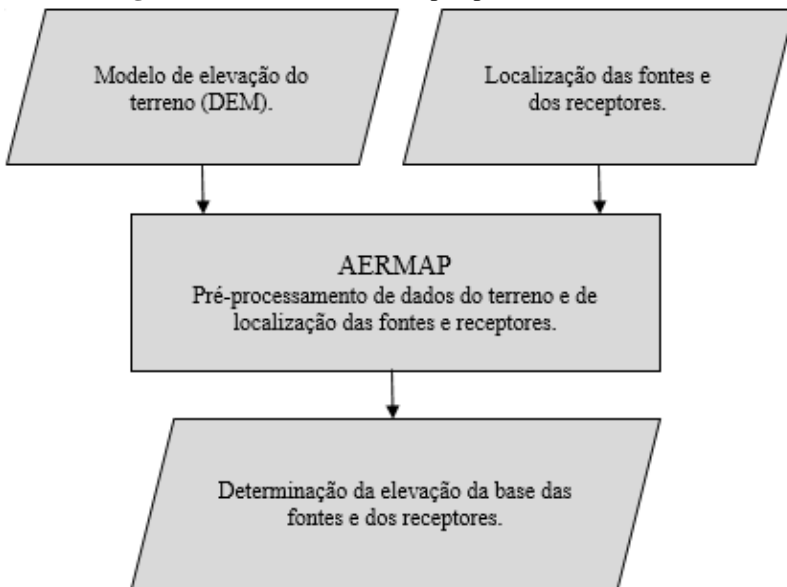 Modelo de elevação do
terreno (DEM).
Localização das fontes e
dos receptores.
AERMAP
Pré-processamento de dados do terreno e de
localização das fontes e receptores.
Determinação da elevação da base das
fontes e dos receptores.